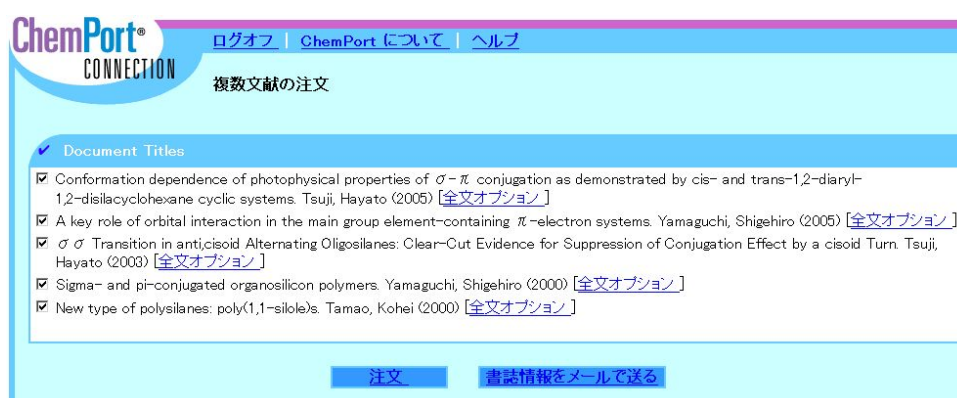 ChemPort®
CONNECTION
ログオフ | ChemPort について | ヘルプ
複数文献の注文
Document Titles
Conformation dependence of photophysical properties of σ-π conjugation as demonstrated by cis- and trans-1,2-diaryl-
1,2-disilacyclohexane cyclic systems. Tsuji, Hayato (2005) [全文オプション ]
A key role of orbital interaction in the main group element-containing π-electron systems. Yamaguchi, Shigehiro (2005) [全文オプション ]
σσ Transition in anti,cisoid Alternating Oligosilanes: Clear-Cut Evidence for Suppression of Conjugation Effect by a cisoid Turn. Tsuji,
Hayato (2003) [全文オプション ]
Sigma- and pi-conjugated organosilicon polymers. Yamaguchi, Shigehiro (2000) [全文オプション ]
New type of polysilanes: poly(1,1-silole)s. Tamao, Kohei (2000) [全文オプション ]
注文
書誌情報をメールで送る